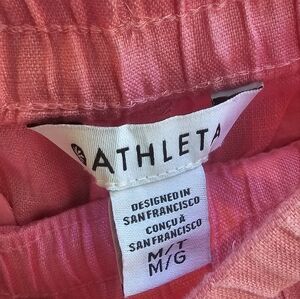 ATHLETA
DESIGNED IN
SAN FRANCISCO
CONÇU À
SAN FRANCISCO
M/T
M/G